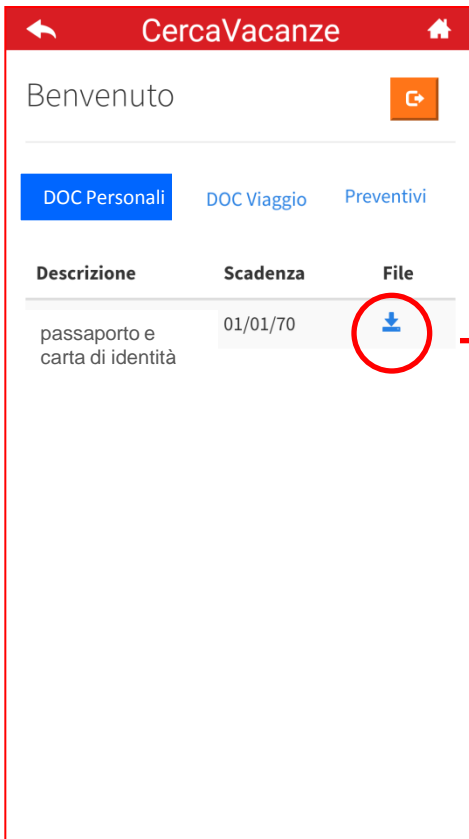 CercaVacanze
Benvenuto
DOC Personali DOC Viaggio Preventivi
Descrizione Scadenza File
passaporto e 01/01/70
carta di identità